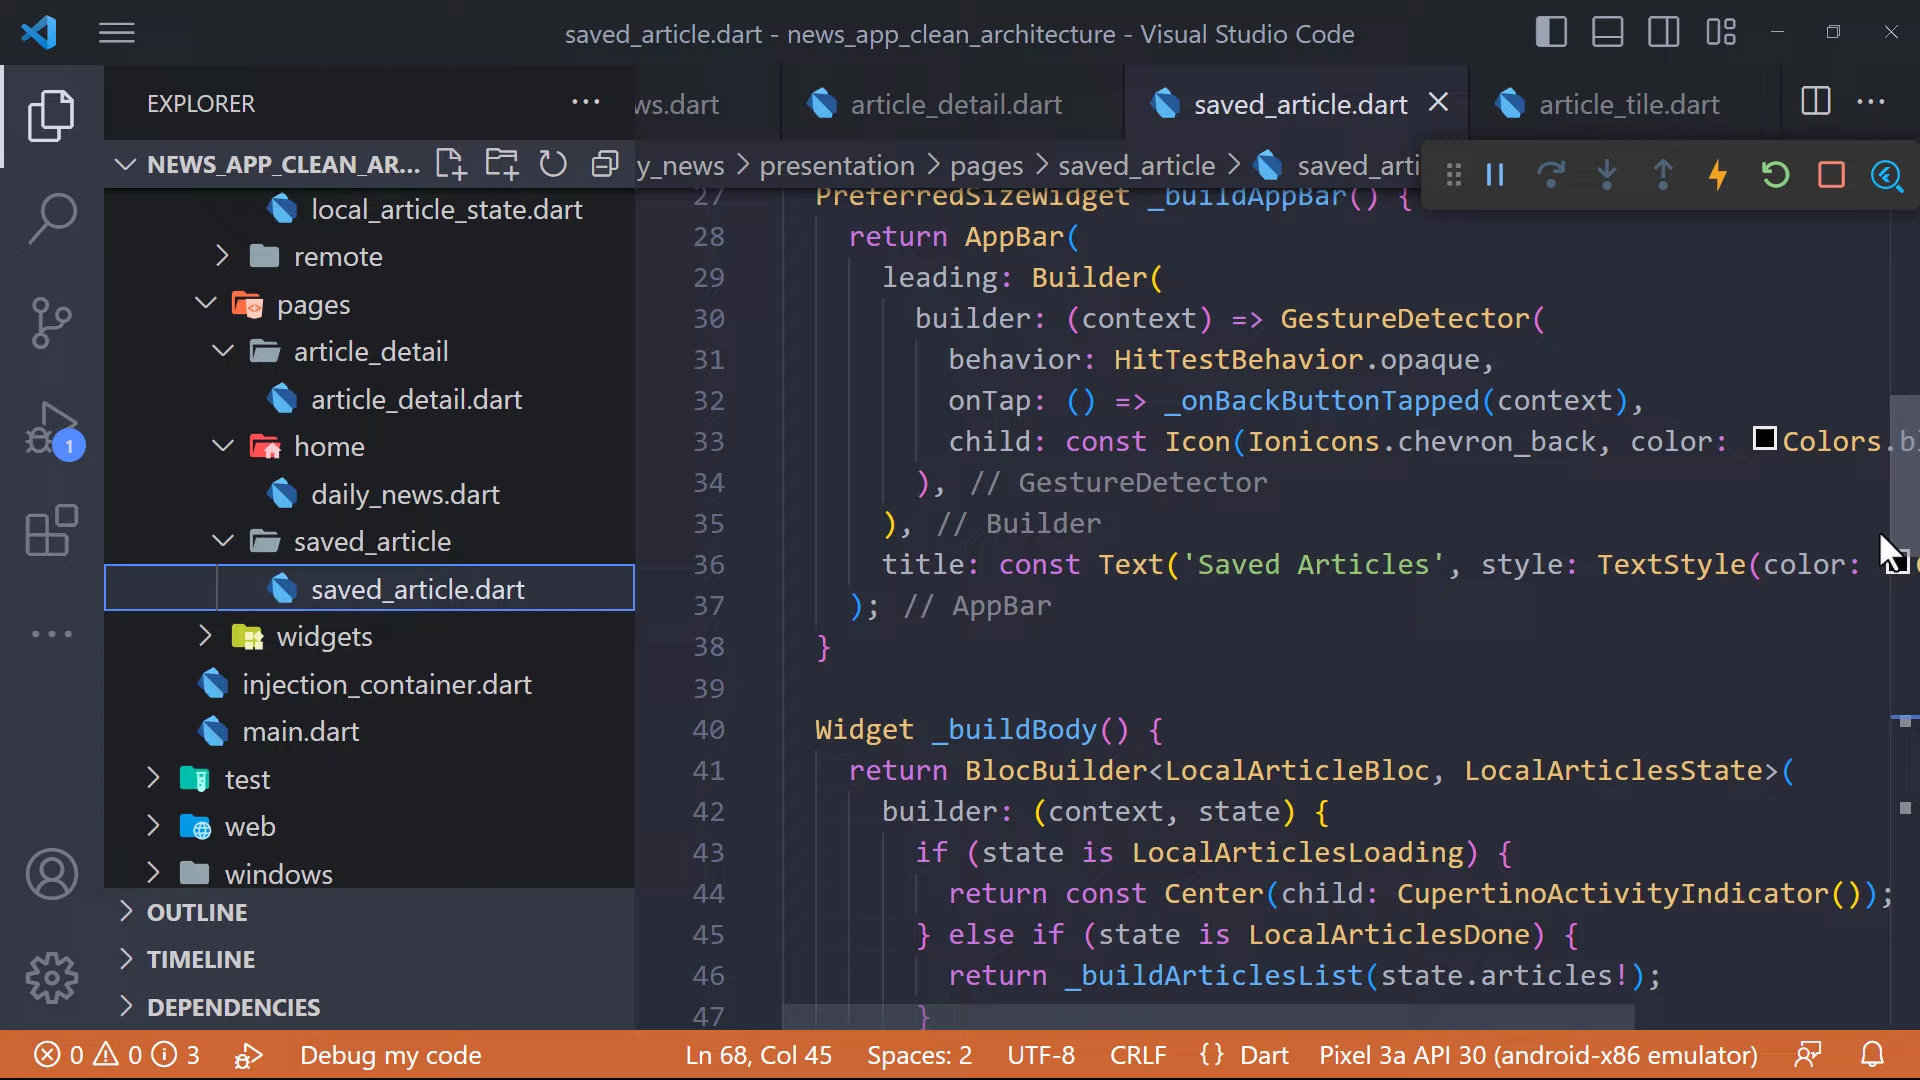 saved_article.dart - news_app_clean_architecture - Visual Studio Code
EXPLORER
ws.dart
article_detail.dart
saved_article.dart
article_tile.dart
NEWS_APP_CLEAN_AR...
y_news > presentation > pages > saved_article > saved_arti
local_article_state.dart
remote
pages
article_detail
article_detail.dart
home
daily_news.dart
saved_article
saved_article.dart
widgets
injection_container.dart
main.dart
test
web
windows
OUTLINE
TIMELINE
DEPENDENCIES
1
27 PreferredSizeWidget _buildAppBar() {
28 return AppBar(
29 leading: Builder(
30 builder: (context) => GestureDetector(
31 behavior: HitTestBehavior.opaque,
32 onTap: () => _onBackButtonTapped(context),
33 child: const Icon(Ionicons.chevron_back, color: Colors.bl
34 ), // GestureDetector
35 ), // Builder
36 title: const Text('Saved Articles', style: TextStyle(color:
37 ); // AppBar
38 }
39
40 Widget _buildBody() {
41 return BlocBuilder<LocalArticleBloc, LocalArticlesState>(
42 builder: (context, state) {
43 if (state is LocalArticlesLoading) {
44 return const Center(child: CupertinoActivityIndicator());
45 } else if (state is LocalArticlesDone) {
46 return _buildArticlesList(state.articles!);
47 }
0 0 3 Debug my code Ln 68, Col 45 Spaces: 2 UTF-8 CRLF {} Dart Pixel 3a API 30 (android-x86 emulator)